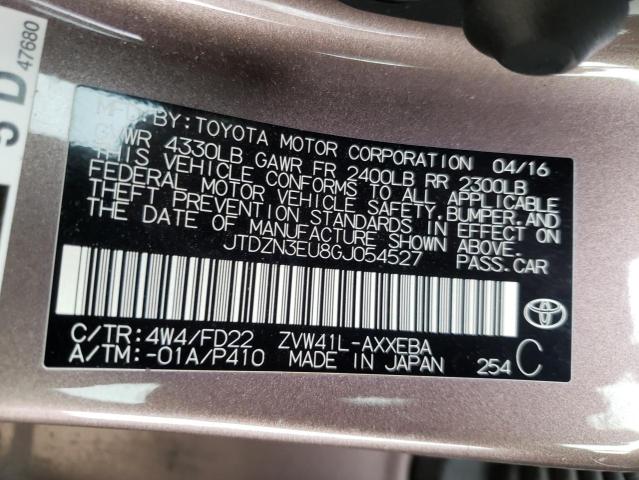 47680
MFD BY: TOYOTA MOTOR CORPORATION 04/16
GVWR 4330LB GAWR FR 2400LB RR 2300LB
THIS VEHICLE CONFORMS TO ALL APPLICABLE
FEDERAL MOTOR VEHICLE SAFETY, BUMPER, AND
THEFT PREVENTION STANDARDS IN EFFECT ON
THE DATE OF MANUFACTURE SHOWN ABOVE.
JTDZN3EU8GJ054527 PASS.CAR
C/TR: 4W4/FD22 ZVW41L-AXXEBA
A/TM: -01A/P410 MADE IN JAPAN 254 C